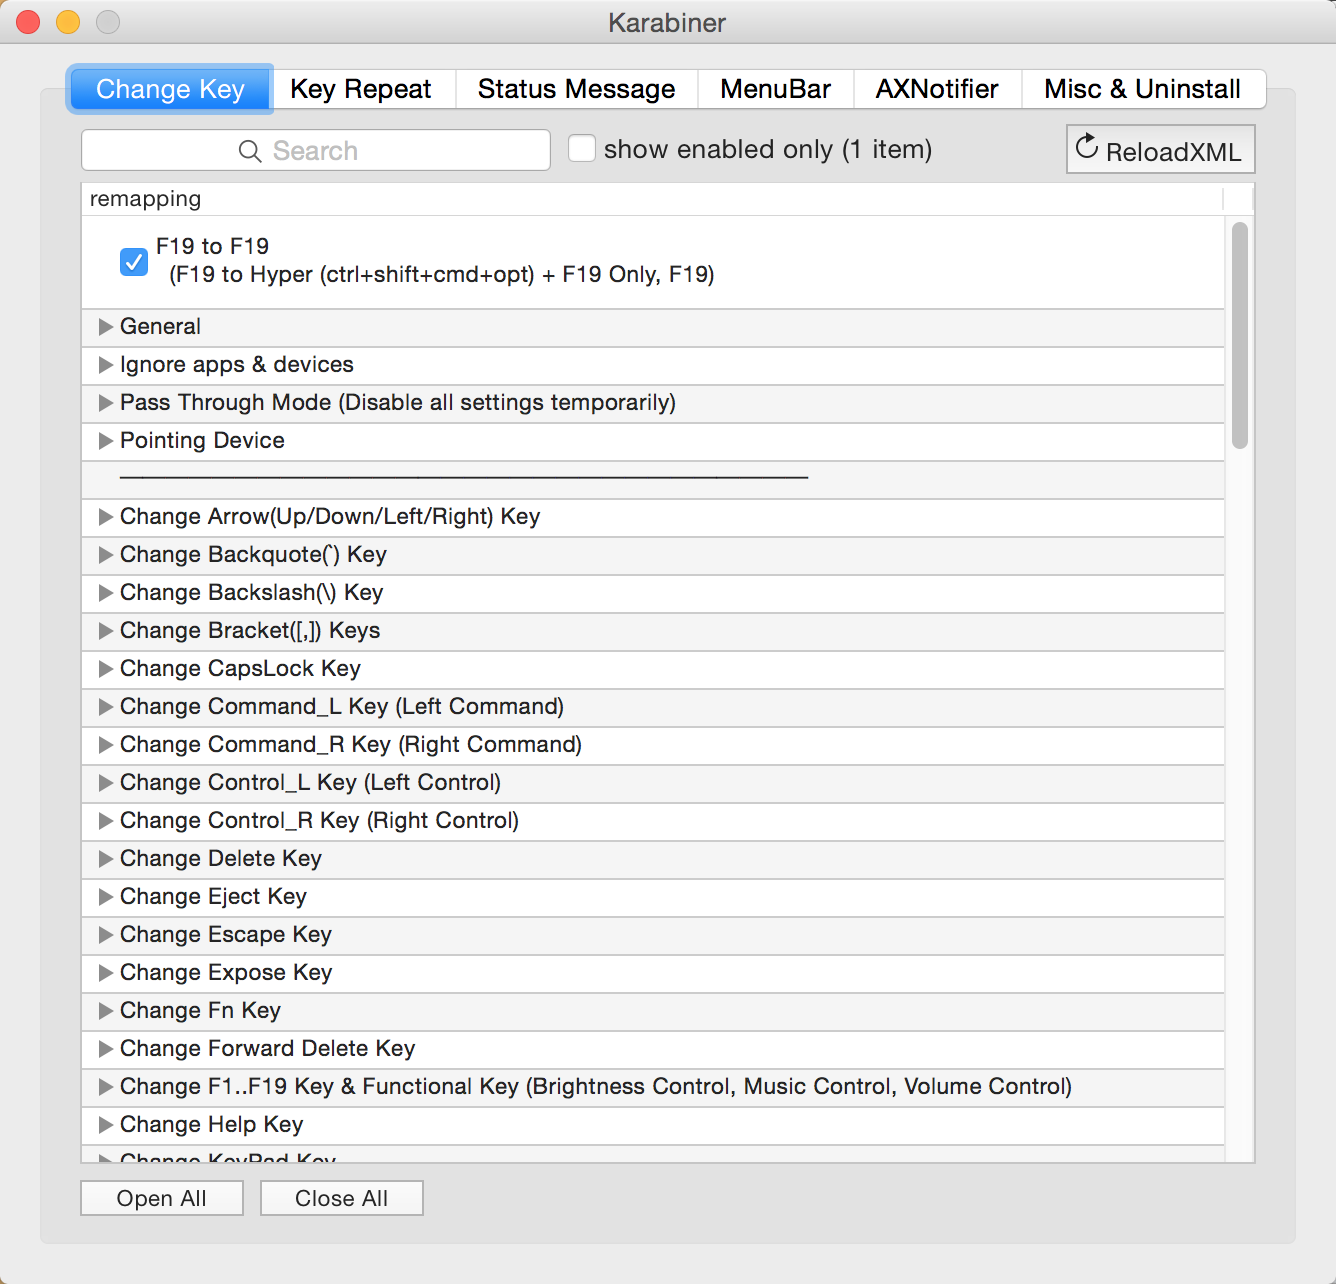 Karabiner
Change Key
Key Repeat
Status Message
MenuBar
AXNotifier
Misc & Uninstall
Search
show enabled only (1 item)
ReloadXML
remapping
F19 to F19
(F19 to Hyper (ctrl+shift+cmd+opt) + F19 Only, F19)
General
Ignore apps & devices
Pass Through Mode (Disable all settings temporarily)
Pointing Device
Change Arrow(Up/Down/Left/Right) Key
Change Backquote(`) Key
Change Backslash(\) Key
Change Bracket([,]) Keys
Change CapsLock Key
Change Command_L Key (Left Command)
Change Command_R Key (Right Command)
Change Control_L Key (Left Control)
Change Control_R Key (Right Control)
Change Delete Key
Change Eject Key
Change Escape Key
Change Expose Key
Change Fn Key
Change Forward Delete Key
Change F1..F19 Key & Functional Key (Brightness Control, Music Control, Volume Control)
Change Help Key
Change KeyPad Key
Open All
Close All